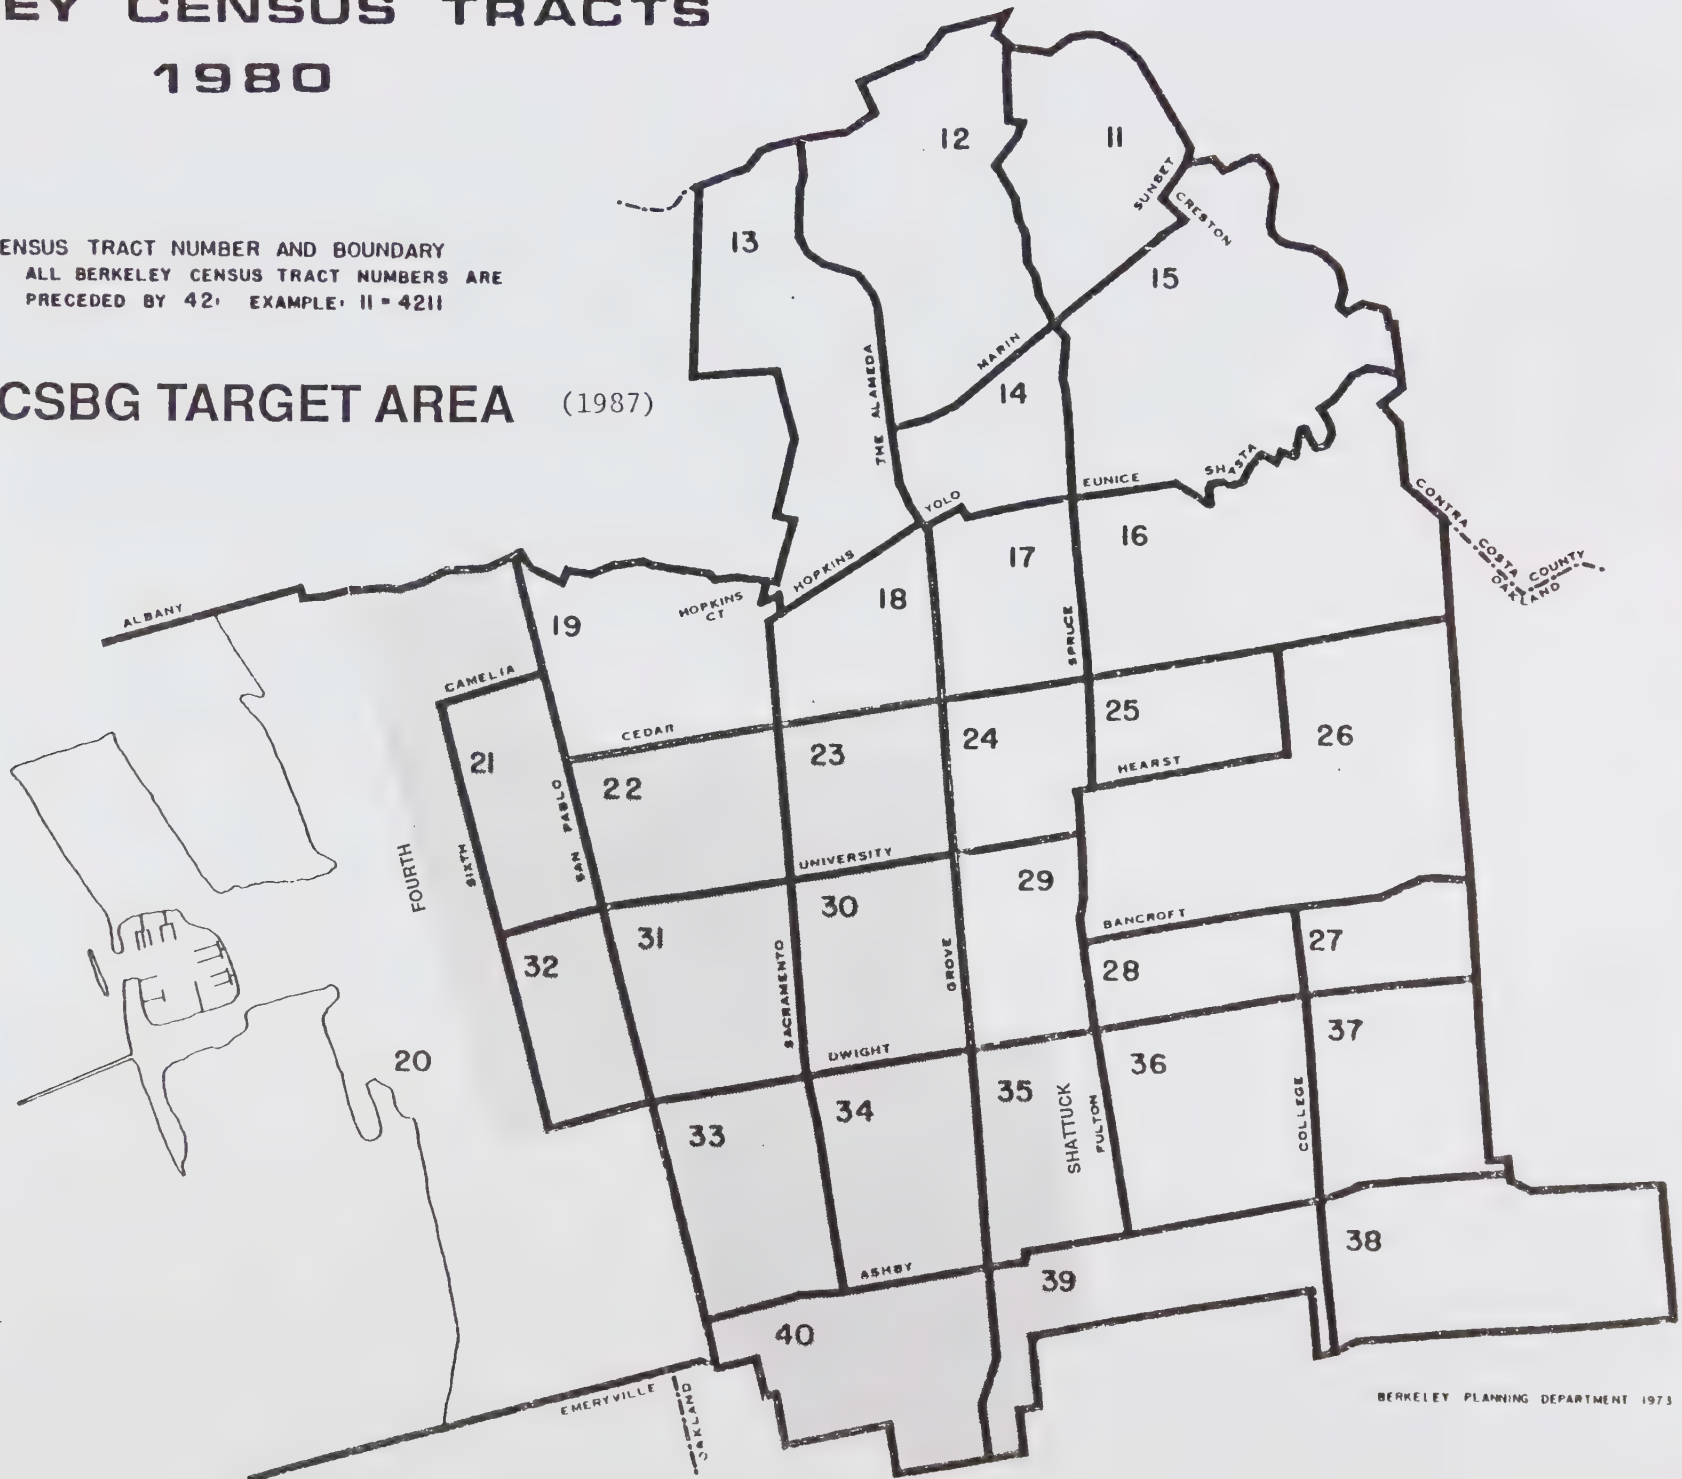 EY CENSUS TRACTS
1980
ENSUS TRACT NUMBER AND BOUNDARY
ALL BERKELEY CENSUS TRACT NUMBERS ARE
PRECEDED BY 42: EXAMPLE: 11 = 4211
CSBG TARGET AREA (1987)
12
11
SUNSET
CRESTON
13
15
MARIN
14
THE ALAMEDA
YOLO
EUNICE
SHASTA
CONTRA COSTA COUNTY
OAKLAND
16
17
HOPKINS
18
HOPKINS
CT
ALBANY
19
SPRUCE
CAMELIA
CEDAR
21
22
23
24
25
26
HEARST
SAN PABLO
SIXTH
FOURTH
UNIVERSITY
29
30
31
32
BANCROFT
27
28
SACRAMENTO
GROVE
20
DWIGHT
33
34
35
36
37
SHATTUCK
FULTON
COLLEGE
38
ASHBY
39
40
EMERYVILLE
OAKLAND
BERKELEY PLANNING DEPARTMENT 1973